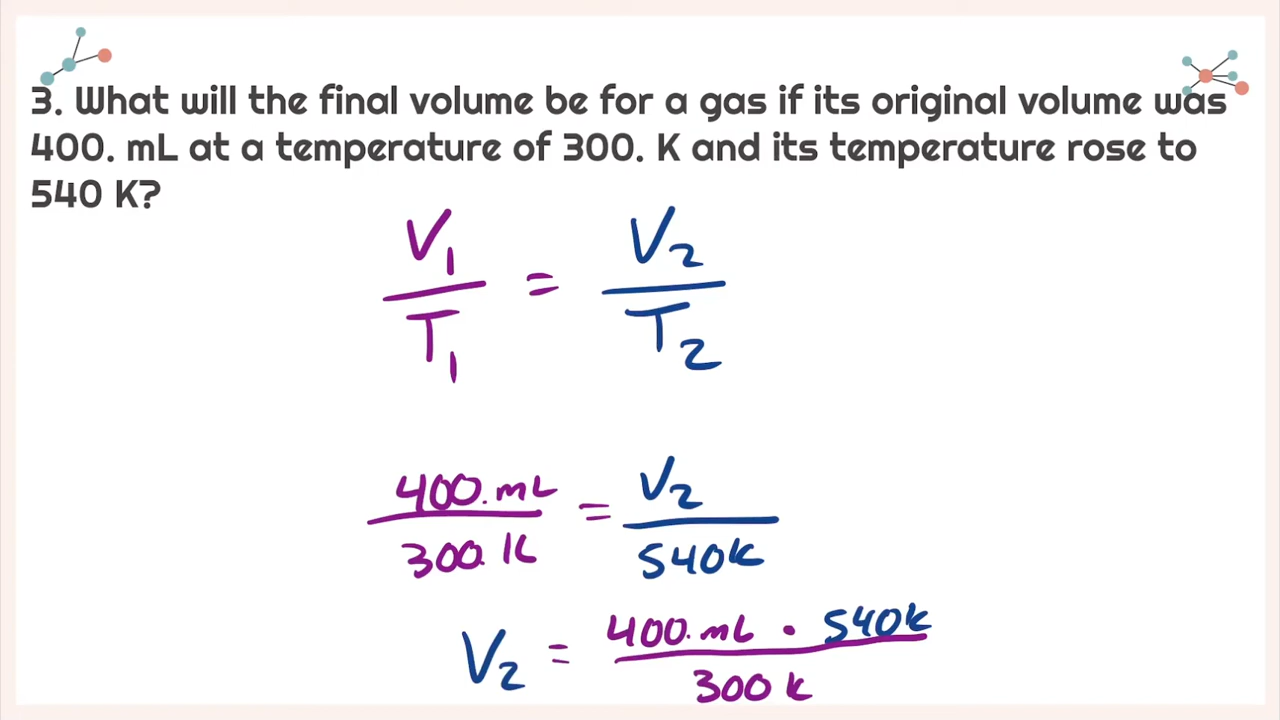 3. What will the final volume be for a gas if its original volume was
400. mL at a temperature of 300. K and its temperature rose to
540 K?
V₁/T₁ = V₂/T₂
400. mL/300. K = V₂/540 K
V₂ = 400. mL · 540 K/300 K